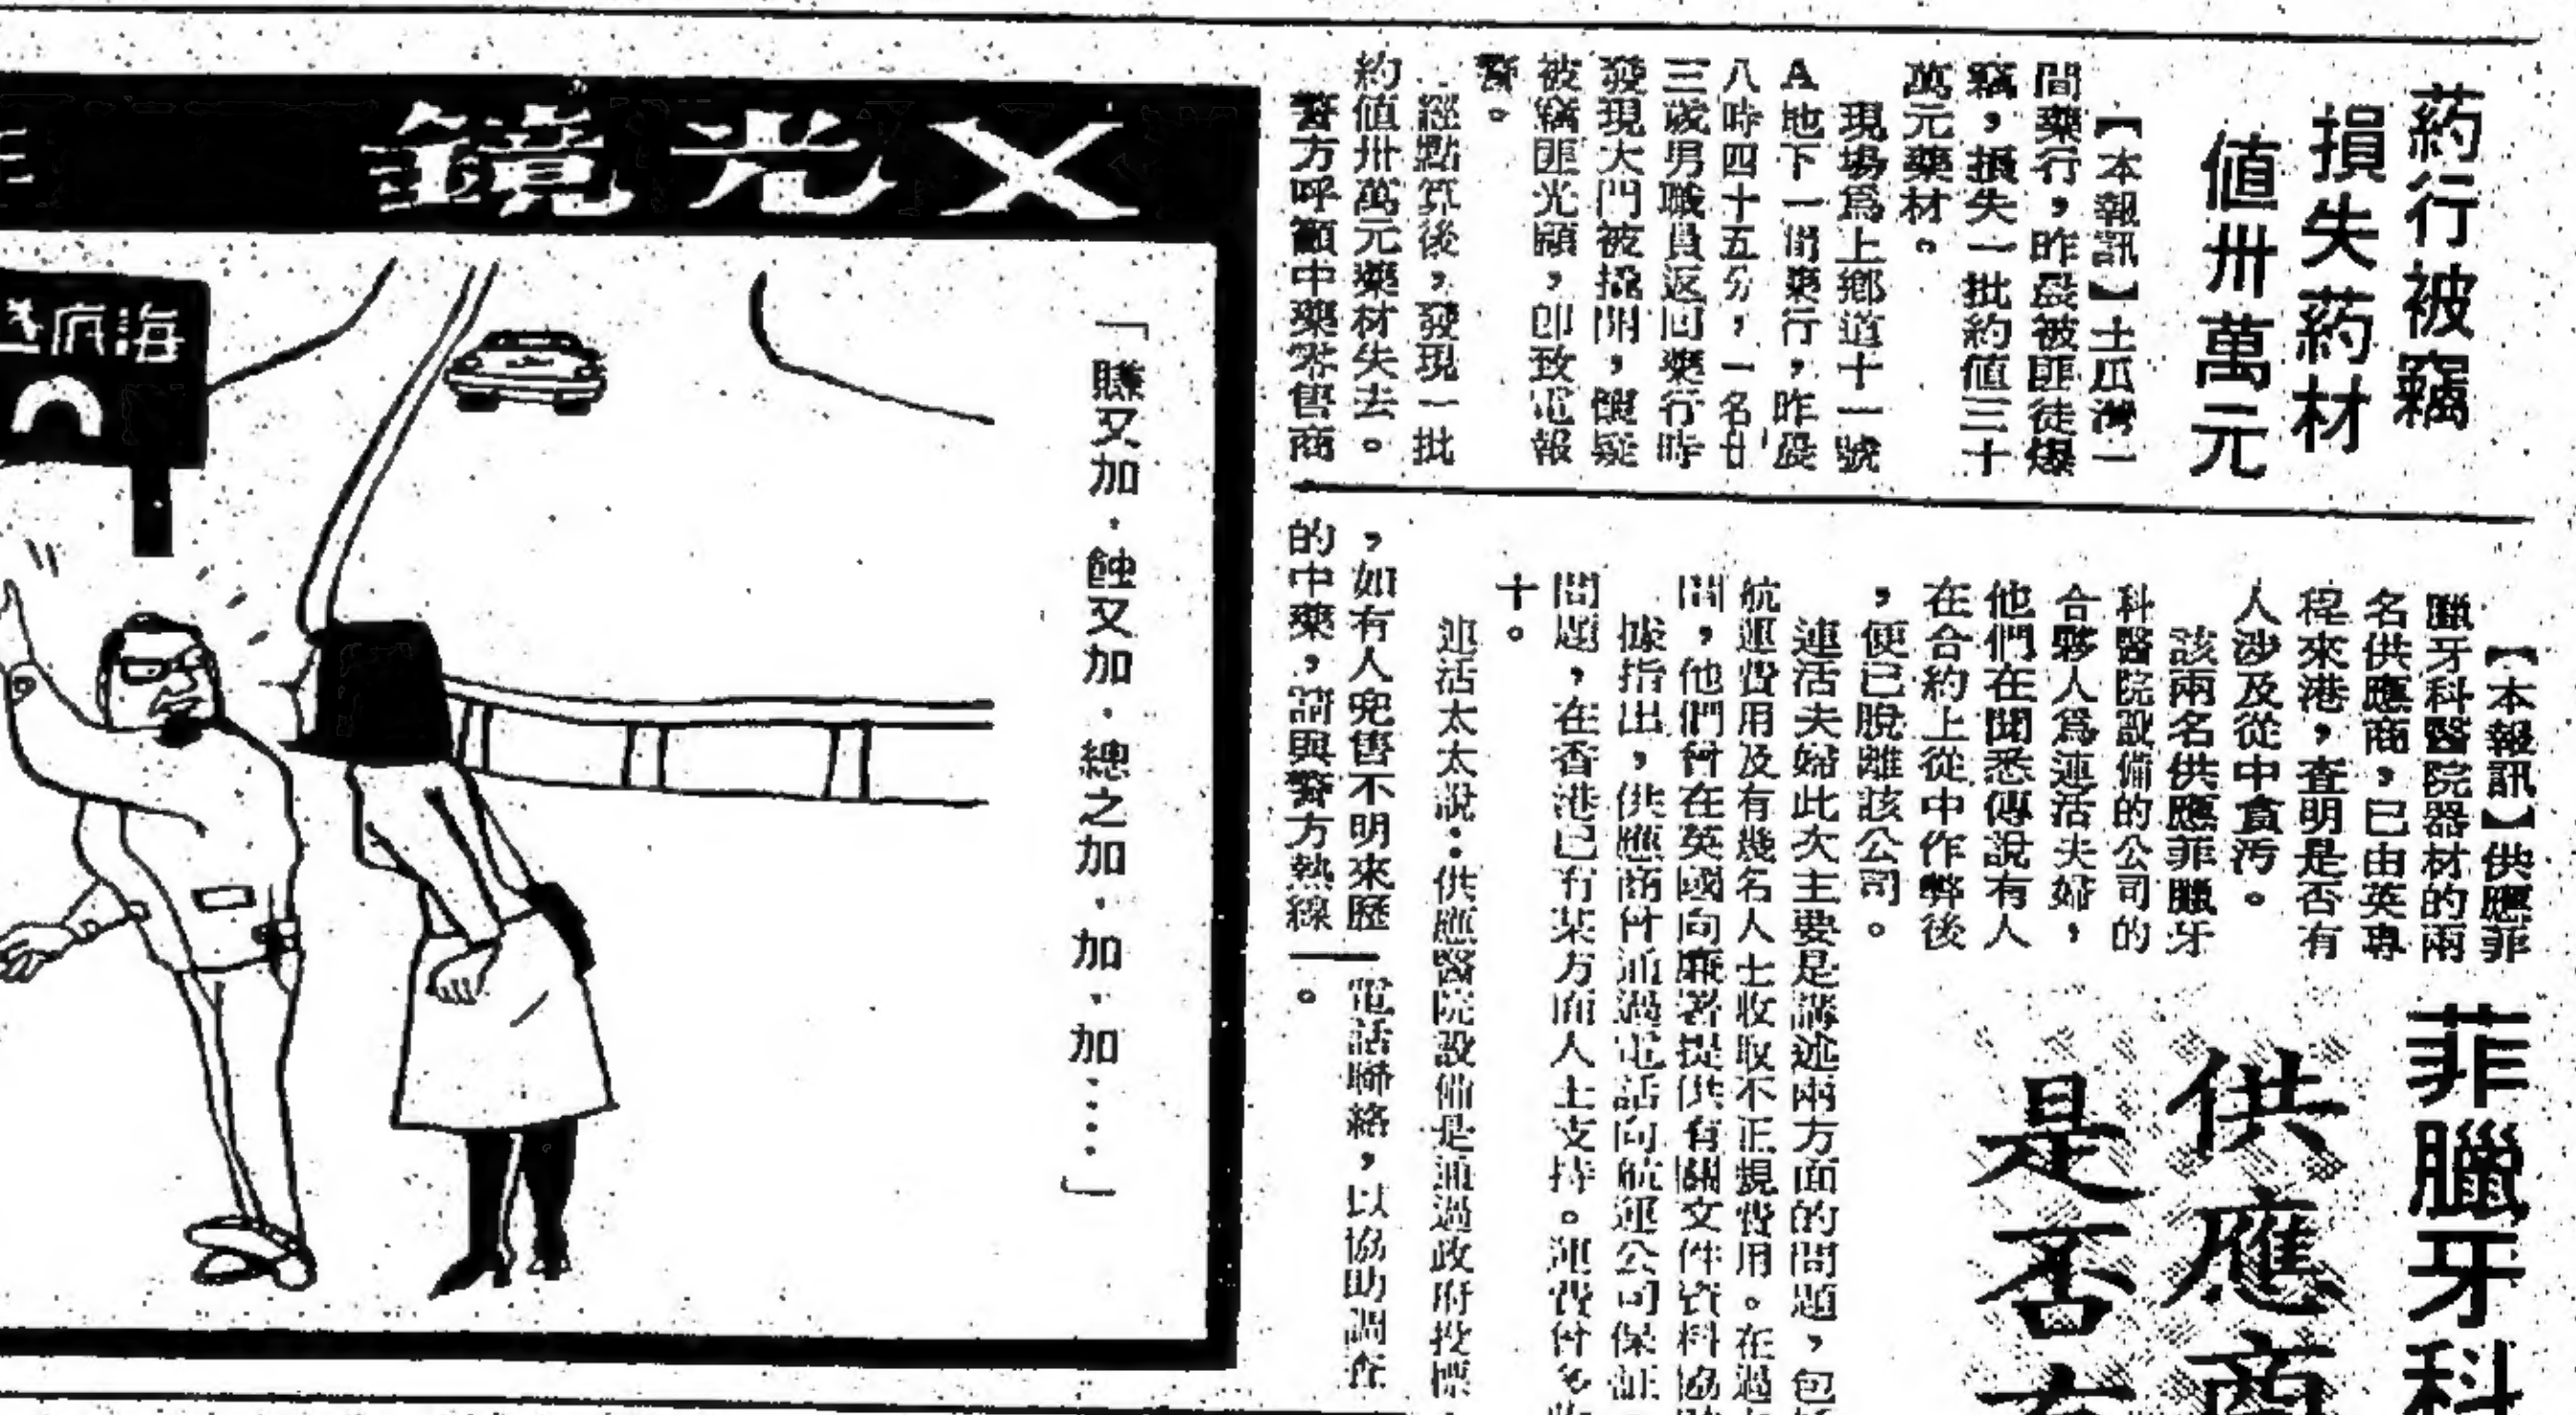 葯行被竊
損失葯材
值卅萬元
【本報訊】土瓜灣一
間藥行，昨晨被匪徒爆
竊，損失一批約值三十
萬元藥材。
現場爲上鄉道十一號
A地下一間藥行，昨晨
八時四十五分，一名廿
三歲男職員返回藥行時
發現大門被撬開，懷疑
被竊匪光顧，卽致電報
警。
經點算後，發現一批
約值卅萬元藥材失去。
警方呼籲中藥零售商
，如有人兜售不明來歷
的中藥，請與警方熱線
電話聯絡，以協助調查
。
X光鏡
海底
「賺又加．蝕又加．總之加．加．加……」
菲臘牙科
供應商
是否
【本報訊】供應菲
臘牙科醫院器材的兩
名供應商，已由英專
程來港，查明是否有
人涉及從中貪污。
該兩名供應菲臘牙
科醫院設備的公司的
合夥人爲連活夫婦，
他們在聞悉傳說有人
在合約上從中作弊後
，便已脫離該公司。
連活夫婦此次主要是講述兩方面的問題，包
航運費用及有幾名人士收取不正規費用。在過
間，他們曾在英國向廉署提供有關文件資料協
據指出，供應商曾通過電話向航運公司保証
問題，在香港已有某方面人士支持。運費付多
十。
連活太太說：供應醫院設備是通過政府投標